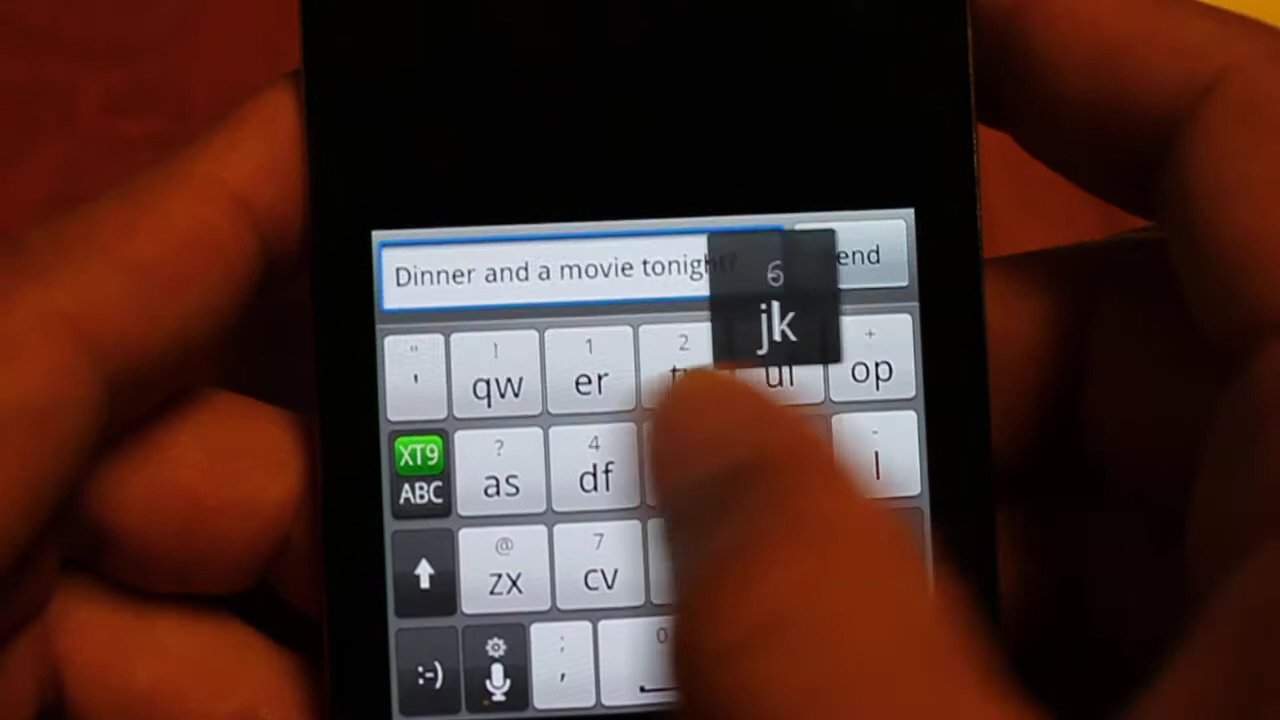 Dinner and a movie tonight?
end
6
jk
" ! 1 2 +
' qw er ui op
XT9 ? 4 -
ABC as df l
@ 7
zx cv
; 0
:-) ,